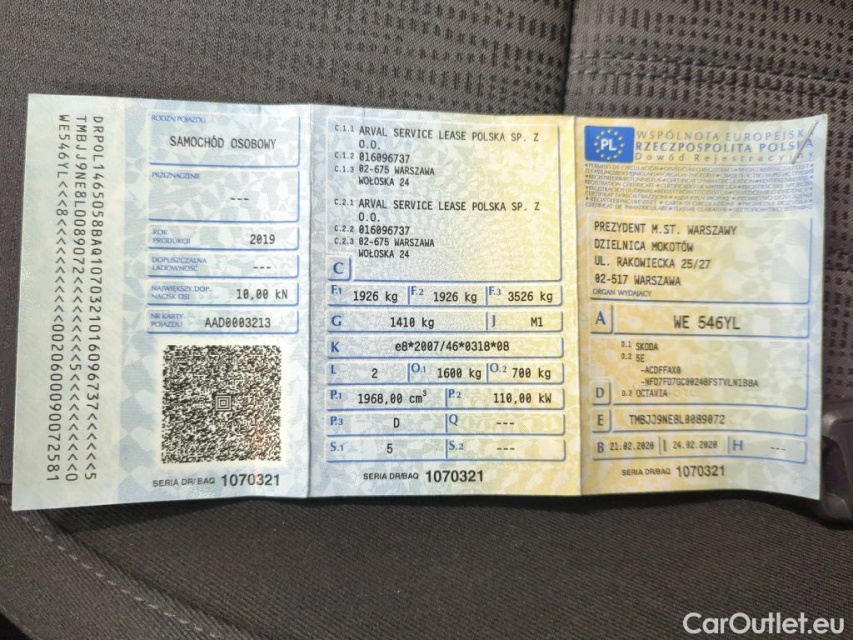 DRPOL1465058BAQ1070321016096737<<<<<5
TMBJJ9NE8L0089072<<<<<<<<<<<5<<<<<<0
WE546YL<<8<<<<<<<<<<<0020600090072581
RODZAJ POJAZDU
SAMOCHÓD OSOBOWY
PRZEZNACZENIE
---
ROK
PRODUKCJI 2019
DOPUSZCZALNA
ŁADOWNOŚĆ ---
NAJWIĘKSZY DOP.
NACISK OSI 10,00 kN
NR KARTY
POJAZDU AAD0003213
SERIA DR/BAQ 1070321
C.1.1 ARVAL SERVICE LEASE POLSKA SP. Z
O.O.
C.1.2 016096737
C.1.3 02-675 WARSZAWA
WOŁOSKA 24
C.2.1 ARVAL SERVICE LEASE POLSKA SP. Z
O.O.
C.2.2 016096737
C.2.3 02-675 WARSZAWA
WOŁOSKA 24
C
F.1 1926 kg F.2 1926 kg F.3 3526 kg
G 1410 kg J M1
K e8*2007/46*0318*08
L 2 O.1 1600 kg O.2 700 kg
P.1 1968,00 cm³ P.2 110,00 kW
P.3 D Q ---
S.1 5 S.2 ---
SERIA DR/BAQ 1070321
PL
WSPÓLNOTA EUROPEJSK
RZECZPOSPOLITA POLSK
Dowód Rejestracyjny
PREZYDENT M.ST. WARSZAWY
DZIELNICA MOKOTÓW
UL. RAKOWIECKA 25/27
02-517 WARSZAWA
ORGAN WYDAJĄCY
A WE 546YL
D.1 SKODA
D.2 5E
-ACDFFAX0
D D.3 OCTAVIA
E TMBJJ9NE8L0089072
B 21.02.2020 I 24.02.2020 H ---
SERIA DR/BAQ 1070321
CarOutlet.eu